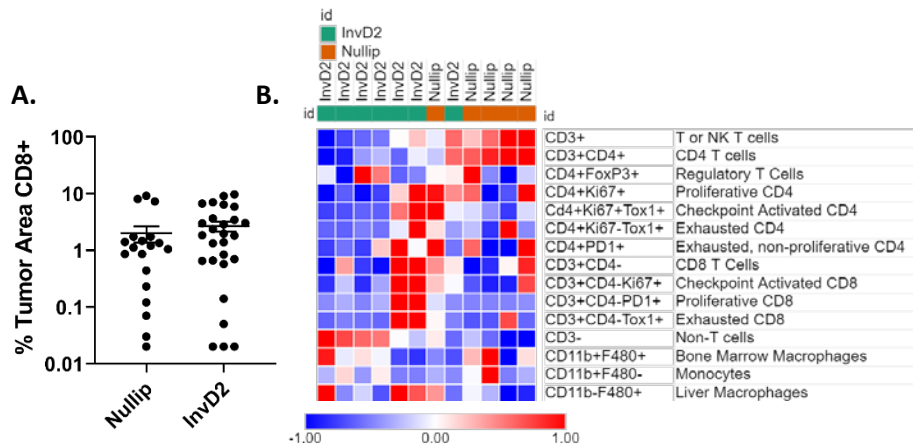 A.
% Tumor Area CD8+
100
10
1
0.1
0.01
Nullip
InvD2
B.
id
InvD2
Nullip
InvD2 InvD2 InvD2 InvD2 InvD2 InvD2 Nullip InvD2 Nullip Nullip Nullip Nullip
id id
CD3+ T or NK T cells
CD3+CD4+ CD4 T cells
CD4+FoxP3+ Regulatory T Cells
CD4+Ki67+ Proliferative CD4
Cd4+Ki67+Tox1+ Checkpoint Activated CD4
CD4+Ki67-Tox1+ Exhausted CD4
CD4+PD1+ Exhausted, non-proliferative CD4
CD3+CD4- CD8 T Cells
CD3+CD4-Ki67+ Checkpoint Activated CD8
CD3+CD4-PD1+ Proliferative CD8
CD3+CD4-Tox1+ Exhausted CD8
CD3- Non-T cells
CD11b+F480+ Bone Marrow Macrophages
CD11b+F480- Monocytes
CD11b-F480+ Liver Macrophages
-1.00 0.00 1.00